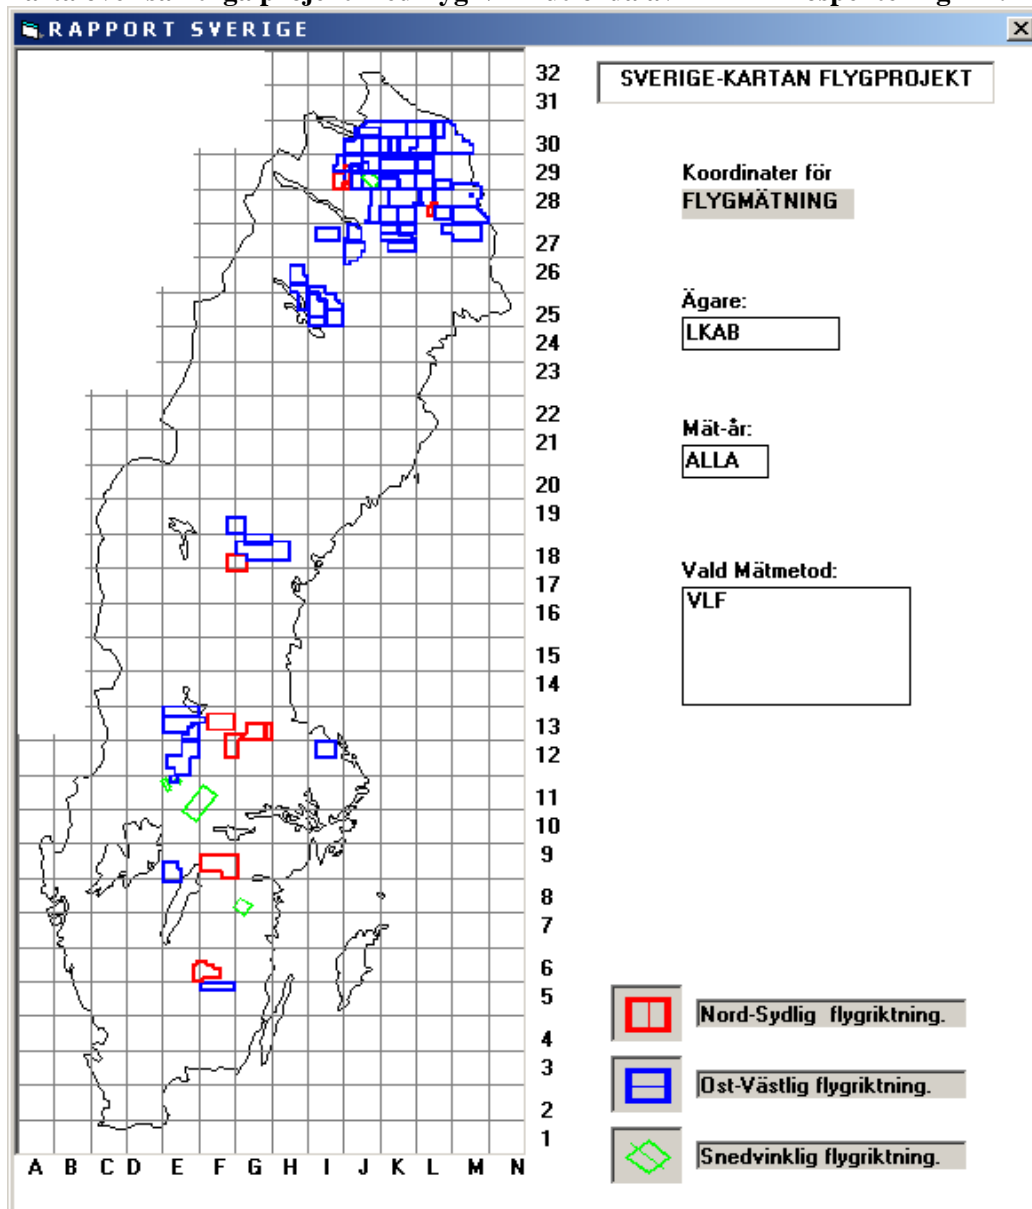 RAPPORT SVERIGE
SVERIGE-KARTAN FLYGPROJEKT
Koordinater för
FLYGMÄTNING
Ägare:
LKAB
Mät-år:
ALLA
Vald Mätmetod:
VLF
32
31
30
29
28
27
26
25
24
23
22
21
20
19
18
17
16
15
14
13
12
11
10
9
8
7
6
5
4
3
2
1
A B C D E F G H I J K L M N
Nord-Sydlig flygriktning.
Ost-Västlig flygriktning.
Snedvinklig flygriktning.